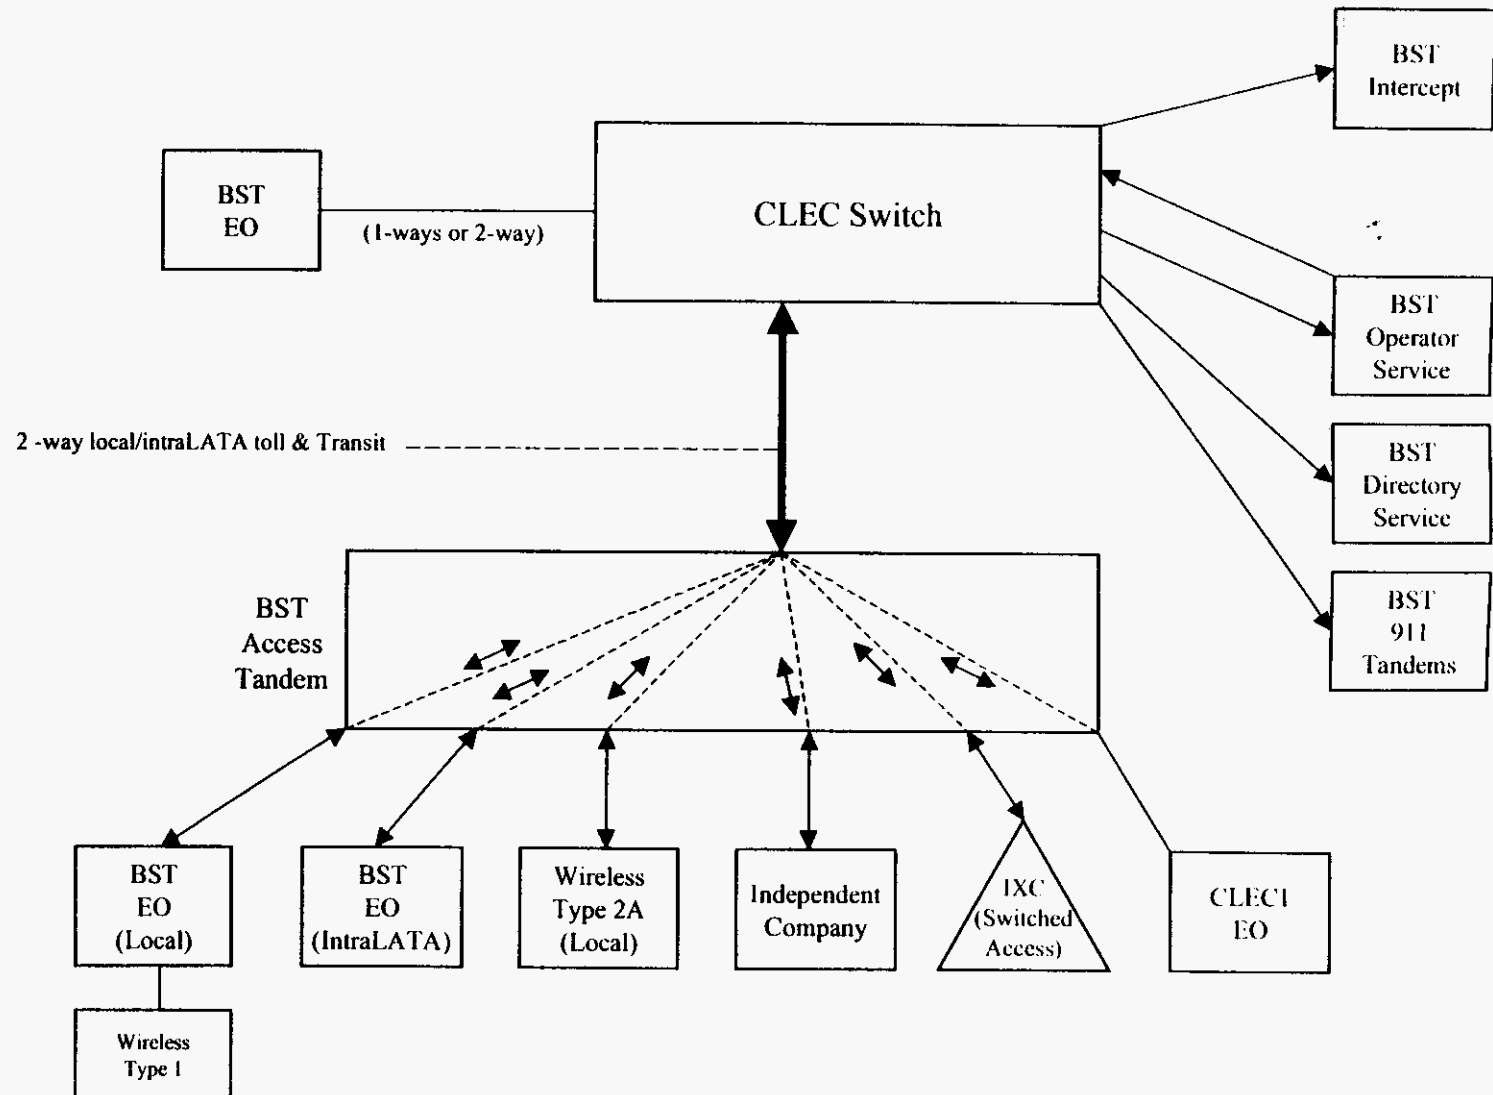 BST
Intercept
BST
EO
(1-ways or 2-way)
CLEC Switch
BST
Operator
Service
2 -way local/intraLATA toll & Transit
BST
Directory
Service
BST
911
Tandems
BST
Access
Tandem
BST
EO
(Local)
BST
EO
(IntraLATA)
Wireless
Type 2A
(Local)
Independent
Company
IXC
(Switched
Access)
CLEC1
EO
Wireless
Type 1